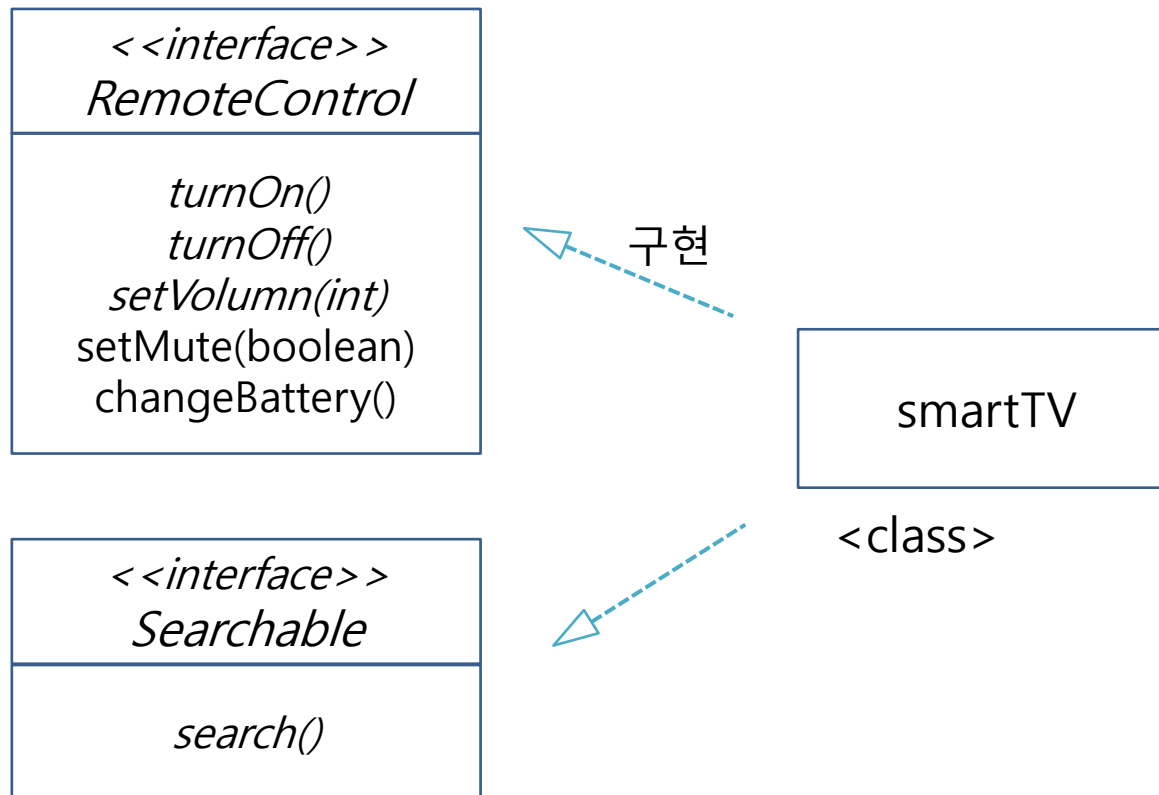 <<interface>>
RemoteControl
turnOn()
turnOff()
setVolumn(int)
setMute(boolean)
changeBattery()
구현
smartTV
<class>
<<interface>>
Searchable
search()